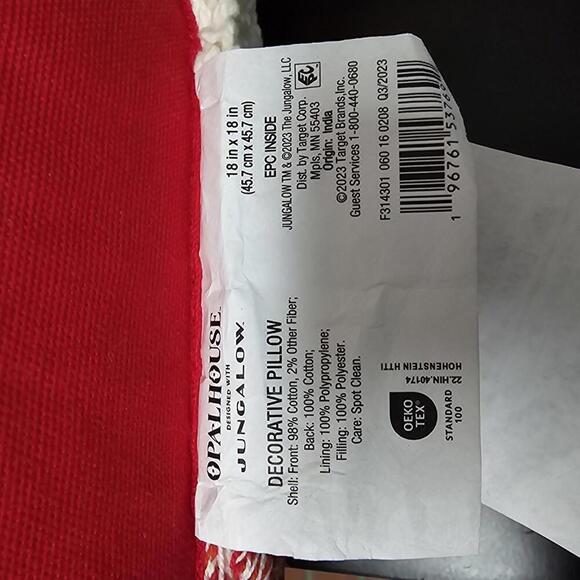 OPALHOUSE
DESIGNED WITH
JUNGALOW
DECORATIVE PILLOW
Shell: Front: 98% Cotton, 2% Other Fiber;
Back: 100% Cotton;
Lining: 100% Polypropylene;
Filling: 100% Polyester.
Care: Spot Clean.
OEKO
TEX®
STANDARD
100
22.HIN.40174
HOHENSTEIN HTTI
18 in x 18 in
(45.7 cm x 45.7 cm)
EPC INSIDE
EPC
JUNGALOW TM & ©2023 The Jungalow, LLC
Dist. by Target Corp.
Mpls, MN 55403
Origin: India
©2023 Target Brands,Inc.
Guest Services 1-800-440-0680
F314301 060 16 0208 Q3/2023
1 96761